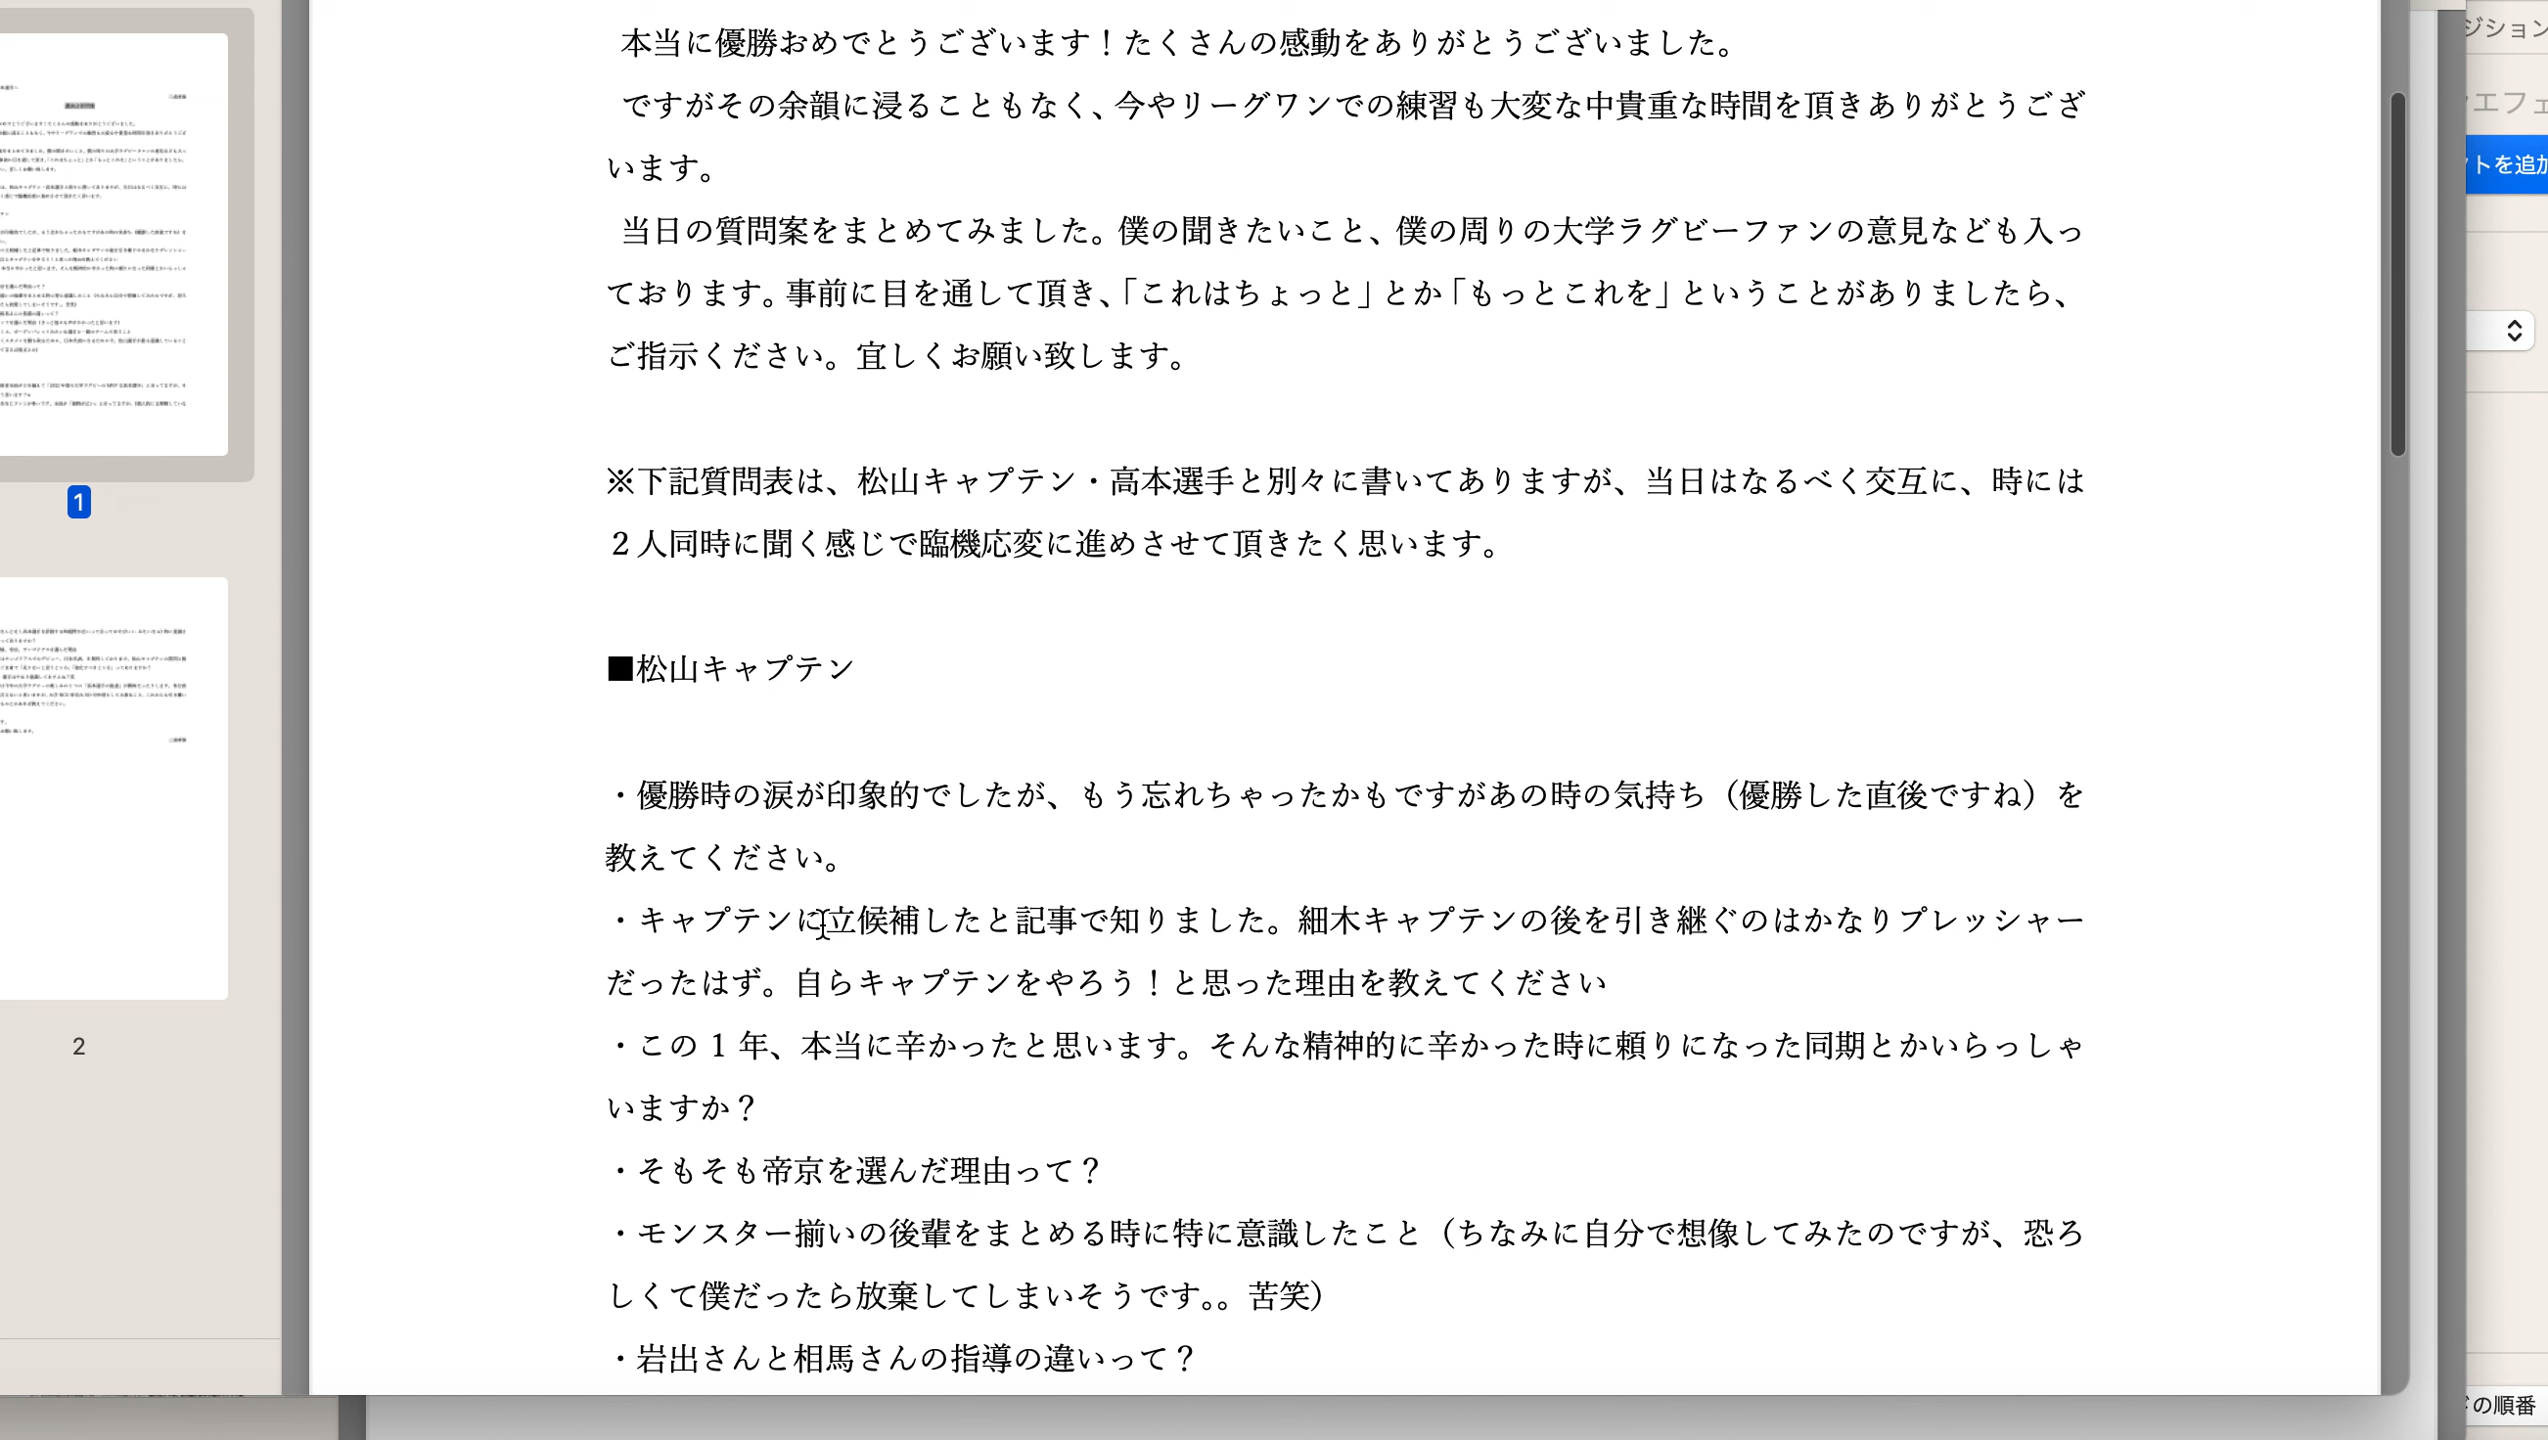 本当に優勝おめでとうございます！たくさんの感動をありがとうございました。
ですがその余韻に浸ることもなく、今やリーグワンでの練習も大変な中貴重な時間を頂きありがとうござ
います。
当日の質問案をまとめてみました。僕の聞きたいこと、僕の周りの大学ラグビーファンの意見なども入っ
ております。事前に目を通して頂き、「これはちょっと」とか「もっとこれを」ということがありましたら、
ご指示ください。宜しくお願い致します。
※下記質問表は、松山キャプテン・高本選手と別々に書いてありますが、当日はなるべく交互に、時には
２人同時に聞く感じで臨機応変に進めさせて頂きたく思います。
■松山キャプテン
・優勝時の涙が印象的でしたが、もう忘れちゃったかもですがあの時の気持ち（優勝した直後ですね）を
教えてください。
・キャプテンに立候補したと記事で知りました。細木キャプテンの後を引き継ぐのはかなりプレッシャー
だったはず。自らキャプテンをやろう！と思った理由を教えてください
・この 1 年、本当に辛かったと思います。そんな精神的に辛かった時に頼りになった同期とかいらっしゃ
いますか？
・そもそも帝京を選んだ理由って？
・モンスター揃いの後輩をまとめる時に特に意識したこと（ちなみに自分で想像してみたのですが、恐ろ
しくて僕だったら放棄してしまいそうです。。苦笑）
・岩出さんと相馬さんの指導の違いって？
1
2
ジション
エフェ
トを追加
の順番